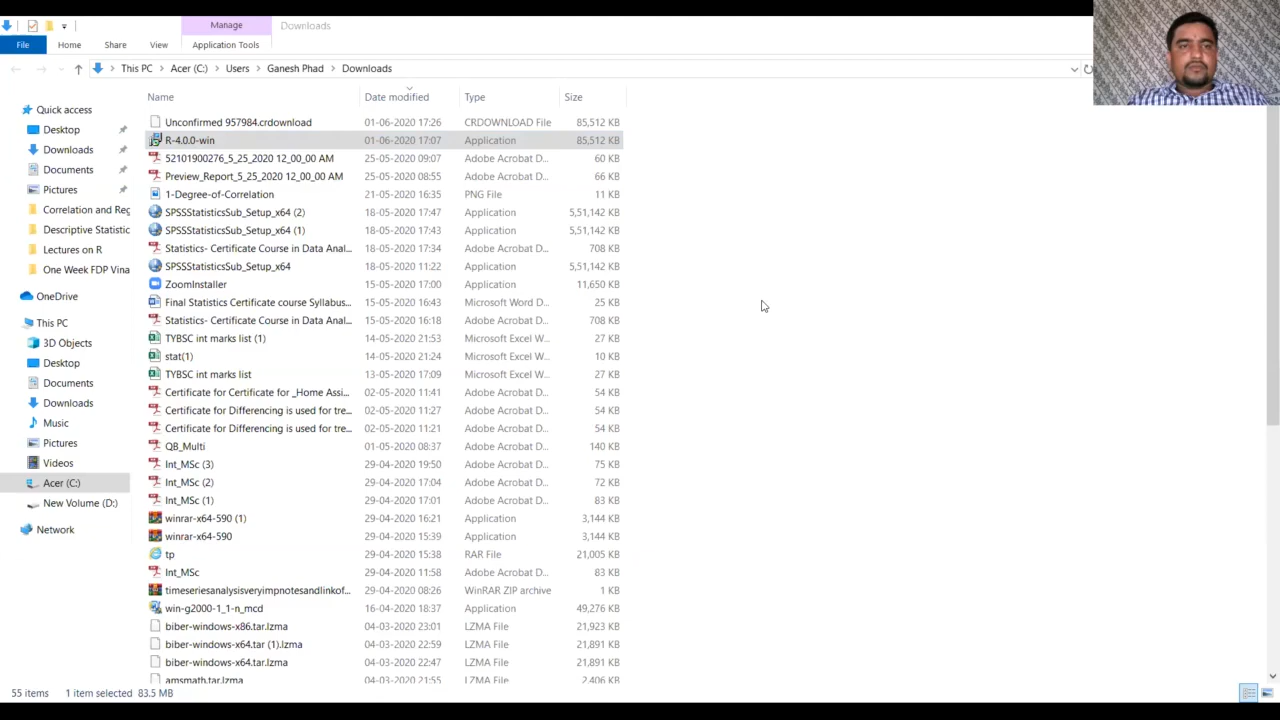 Manage
Downloads
File
Home
Share
View
Application Tools
This PC
Acer (C:)
Users
Ganesh Phad
Downloads
Name
Date modified
Type
Size
Quick access
Desktop
Downloads
Documents
Pictures
Correlation and Reg
Descriptive Statistic
Lectures on R
One Week FDP Vina
OneDrive
This PC
3D Objects
Desktop
Documents
Downloads
Music
Pictures
Videos
Acer (C:)
New Volume (D:)
Network
Unconfirmed 957984.crdownload 01-06-2020 17:26 CRDOWNLOAD File 85,512 KB
R-4.0.0-win 01-06-2020 17:07 Application 85,512 KB
52101900276_5_25_2020 12_00_00 AM 25-05-2020 09:07 Adobe Acrobat D... 60 KB
Preview_Report_5_25_2020 12_00_00 AM 25-05-2020 08:55 Adobe Acrobat D... 66 KB
1-Degree-of-Correlation 21-05-2020 16:35 PNG File 11 KB
SPSSStatisticsSub_Setup_x64 (2) 18-05-2020 17:47 Application 5,51,142 KB
SPSSStatisticsSub_Setup_x64 (1) 18-05-2020 17:43 Application 5,51,142 KB
Statistics- Certificate Course in Data Anal... 18-05-2020 17:34 Adobe Acrobat D... 708 KB
SPSSStatisticsSub_Setup_x64 18-05-2020 11:22 Application 5,51,142 KB
ZoomInstaller 15-05-2020 17:00 Application 11,650 KB
Final Statistics Certificate course Syllabus... 15-05-2020 16:43 Microsoft Word D... 25 KB
Statistics- Certificate Course in Data Anal... 15-05-2020 16:18 Adobe Acrobat D... 708 KB
TYBSC int marks list (1) 14-05-2020 21:53 Microsoft Excel W... 27 KB
stat(1) 14-05-2020 21:24 Microsoft Excel W... 10 KB
TYBSC int marks list 13-05-2020 17:09 Microsoft Excel W... 27 KB
Certificate for Certificate for _Home Assi... 02-05-2020 11:41 Adobe Acrobat D... 54 KB
Certificate for Differencing is used for tre... 02-05-2020 11:27 Adobe Acrobat D... 54 KB
Certificate for Differencing is used for tre... 02-05-2020 11:21 Adobe Acrobat D... 54 KB
QB_Multi 01-05-2020 08:37 Adobe Acrobat D... 140 KB
Int_MSc (3) 29-04-2020 19:50 Adobe Acrobat D... 75 KB
Int_MSc (2) 29-04-2020 17:04 Adobe Acrobat D... 72 KB
Int_MSc (1) 29-04-2020 17:01 Adobe Acrobat D... 83 KB
winrar-x64-590 (1) 29-04-2020 16:21 Application 3,144 KB
winrar-x64-590 29-04-2020 15:39 Application 3,144 KB
tp 29-04-2020 15:38 RAR File 21,005 KB
Int_MSc 29-04-2020 11:58 Adobe Acrobat D... 83 KB
timeseriesanalysisveryimpnotesandlinkof... 29-04-2020 08:26 WinRAR ZIP archive 1 KB
win-g2000-1_1-n_mcd 16-04-2020 18:37 Application 49,276 KB
biber-windows-x86.tar.lzma 04-03-2020 23:01 LZMA File 21,923 KB
biber-windows-x64.tar (1).lzma 04-03-2020 22:59 LZMA File 21,891 KB
biber-windows-x64.tar.lzma 04-03-2020 22:47 LZMA File 21,891 KB
amsmath.tar.lzma 04-03-2020 21:55 LZMA File 2,406 KB
55 items 1 item selected 83.5 MB